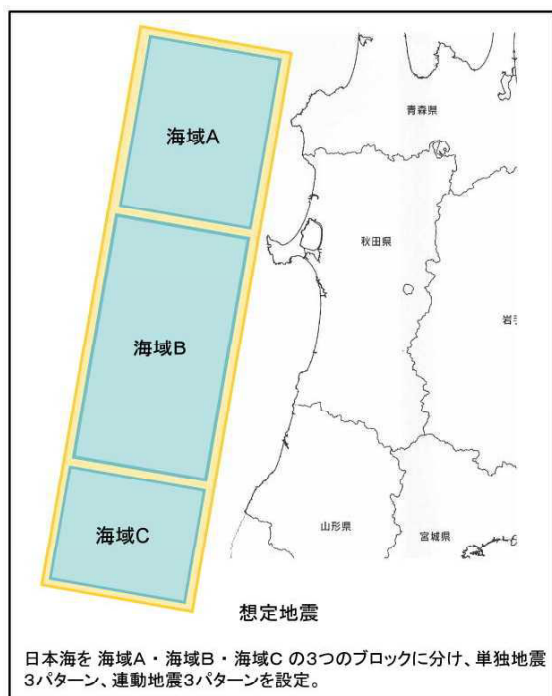 海域A
青森県
秋田県
岩手
海域B
海域C
山形県
宮城県
想定地震
日本海を 海域A・海域B・海域C の3つのブロックに分け、単独地震
3パターン、連動地震3パターンを設定。